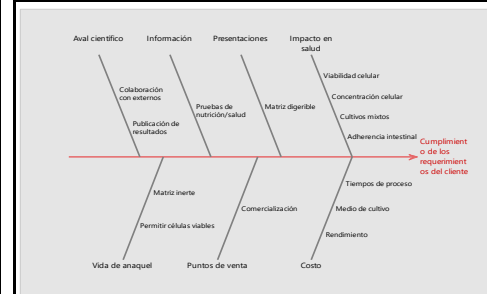 Aval científico
Información
Presentaciones
Impacto en
salud
Colaboración
con externos
Publicación de
resultados
Pruebas de
nutrición/salud
Matriz digerible
Viabilidad celular
Concentración celular
Cultivos mixtos
Adherencia intestinal
Cumplimient
o de los
requerimient
os del cliente
Matriz inerte
Permitir células viables
Comercialización
Tiempos de proceso
Medio de cultivo
Rendimiento
Vida de anaquel
Puntos de venta
Costo